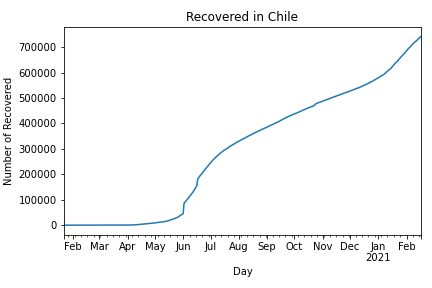 Recovered in Chile
Number of Recovered
700000
600000
500000
400000
300000
200000
100000
0
Feb Mar Apr May Jun Jul Aug Sep Oct Nov Dec Jan Feb
2021
Day